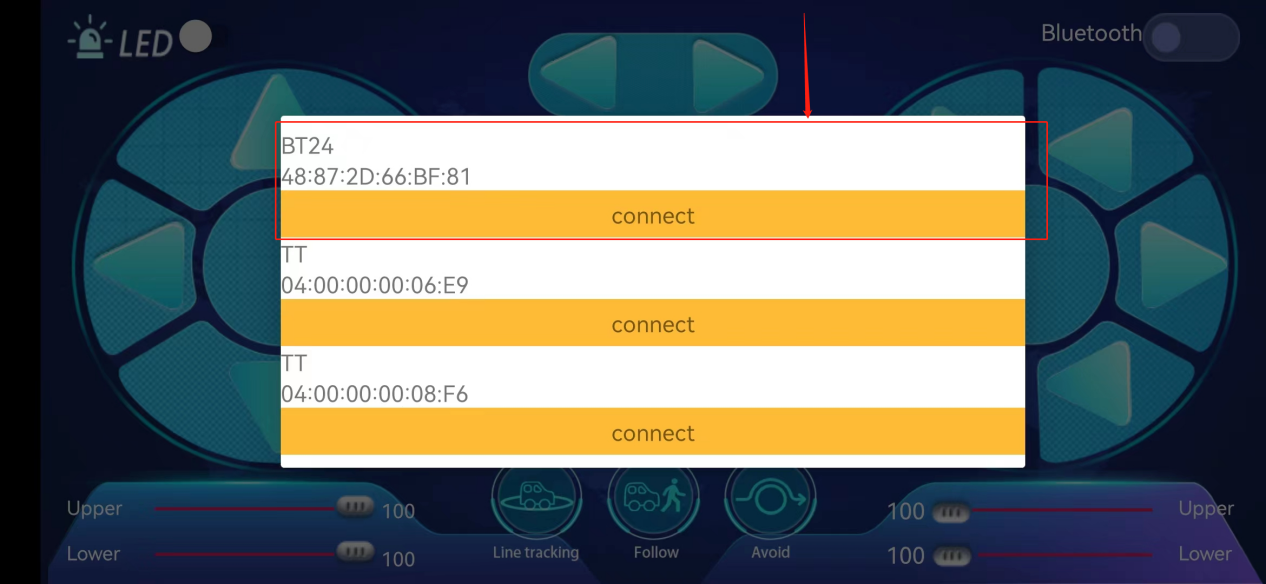 LED
Bluetooth
BT24
48:87:2D:66:BF:81
connect
TT
04:00:00:00:06:E9
connect
TT
04:00:00:00:08:F6
connect
Upper 100
Lower 100
Line tracking
Follow
Avoid
100 Upper
100 Lower